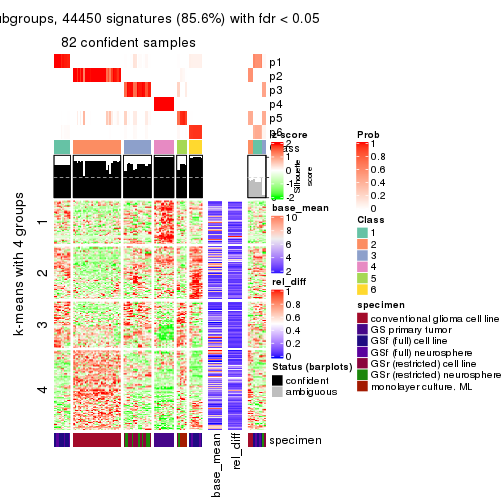 ubgroups, 44450 signatures (85.6%) with fdr < 0.05
82 confident samples
p1
p2
p3
p4
p5
p6
z-score
2
1
0
-1
-2
Class
Silhouette
score
base_mean
10
8
6
4
2
rel_diff
1
0.8
0.6
0.4
0.2
0
Status (barplots)
confident
ambiguous
Prob
1
0.8
0.6
0.4
0.2
0
Class
1
2
3
4
5
6
specimen
conventional glioma cell line
GS primary tumor
GSf (full) cell line
GSf (full) neurosphere
GSr (restricted) cell line
GSr (restricted) neurosphere
monolayer culture. ML
k-means with 4 groups
1
2
3
4
specimen
base_mean
rel_diff